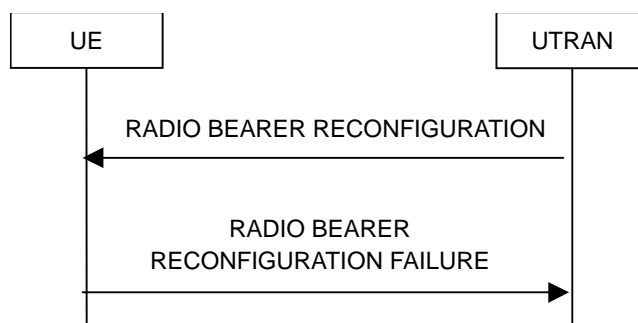 UE
UTRAN
RADIO BEARER RECONFIGURATION
RADIO BEARER
RECONFIGURATION FAILURE